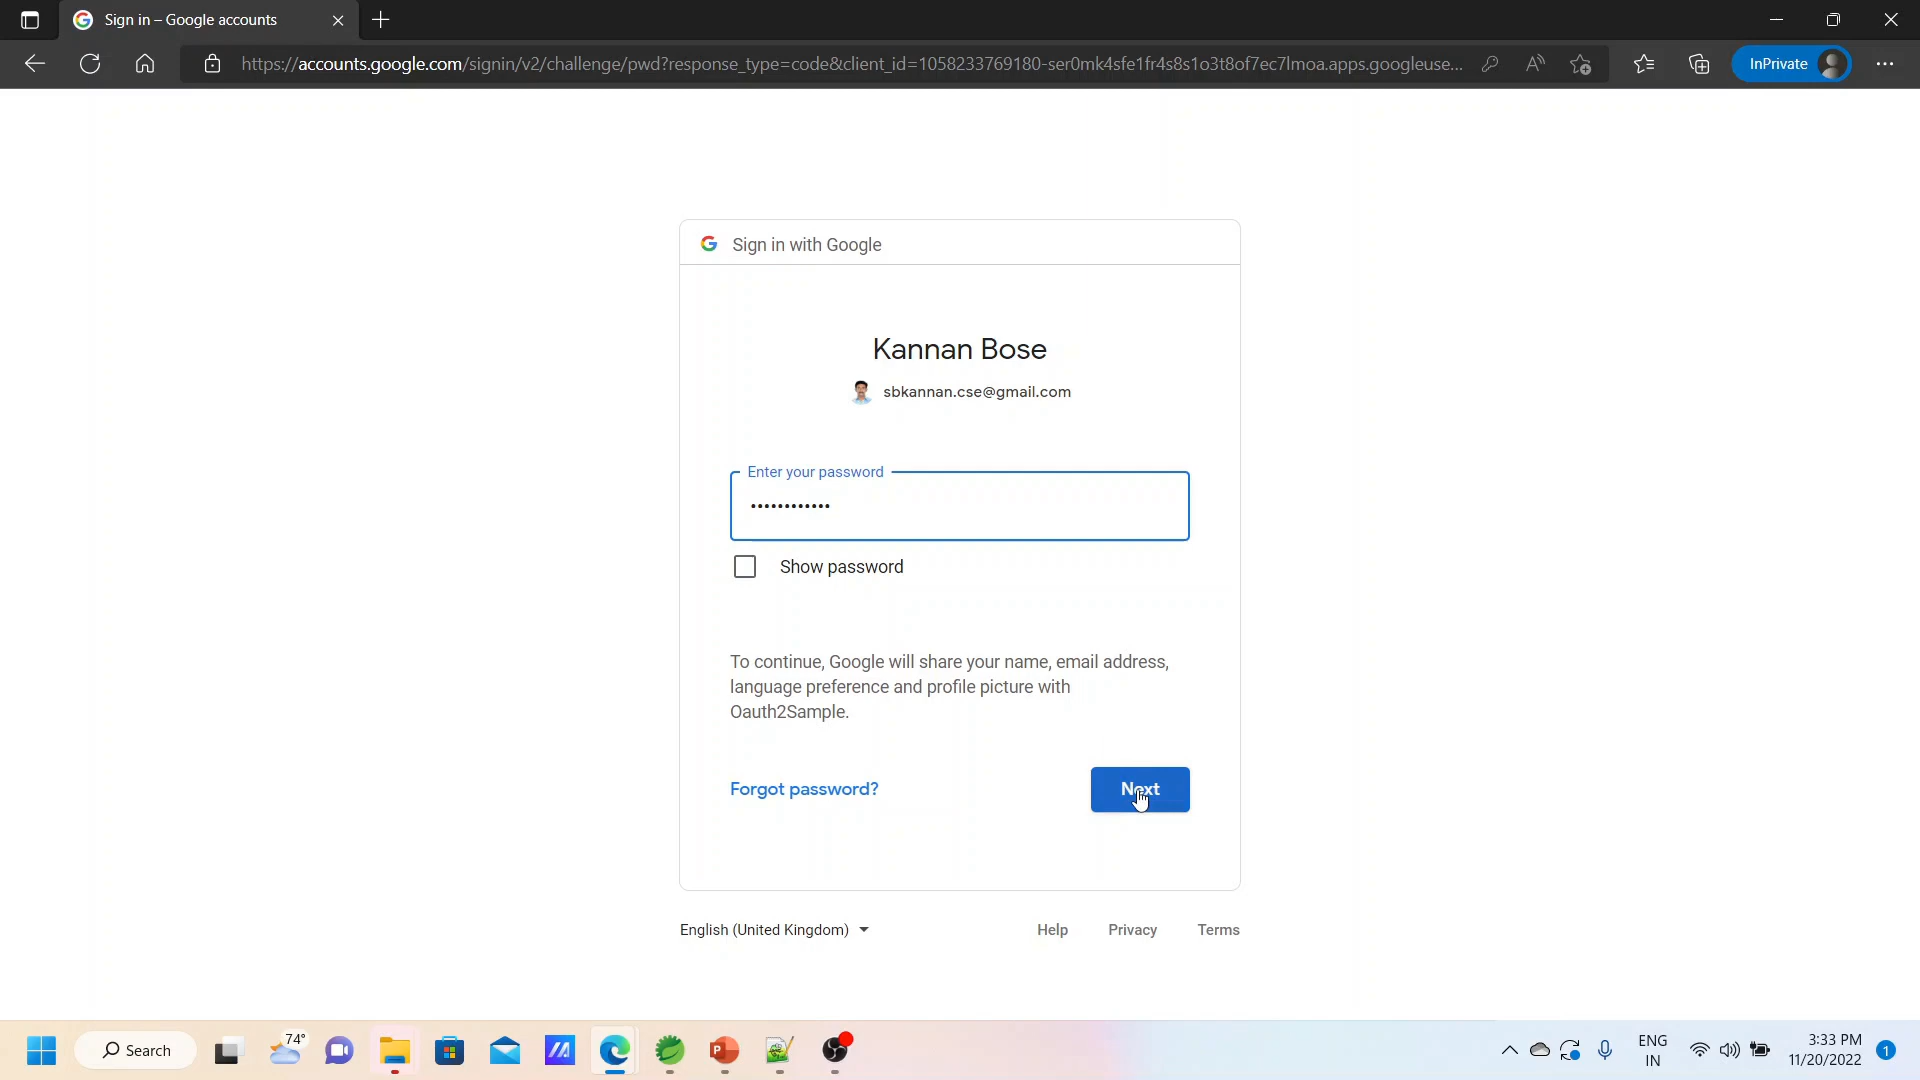 Sign in – Google accounts
https://accounts.google.com/signin/v2/challenge/pwd?response_type=code&client_id=1058233769180-ser0mk4sfe1fr4s8s1o3t8of7ec7lmoa.apps.googleuse...
InPrivate
Sign in with Google
Kannan Bose
sbkannan.cse@gmail.com
Enter your password
••••••••••••
Show password
To continue, Google will share your name, email address,
language preference and profile picture with
Oauth2Sample.
Forgot password?
Next
English (United Kingdom)
Help
Privacy
Terms
Search
74°
ENG
IN
3:33 PM
11/20/2022
1